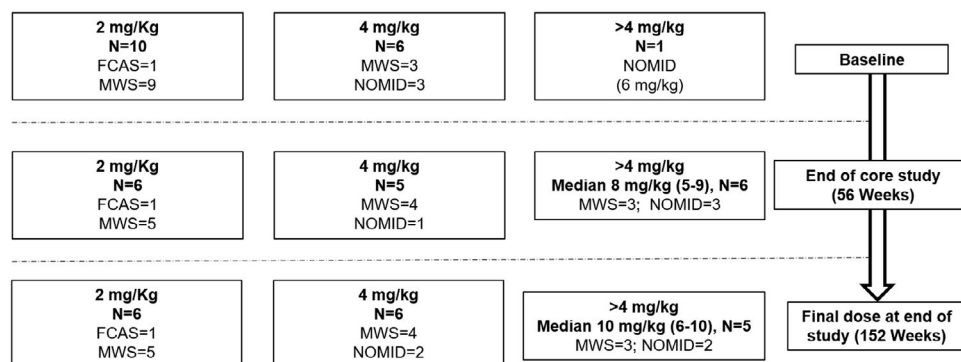 2 mg/Kg
N=10
FCAS=1
MWS=9
4 mg/kg
N=6
MWS=3
NOMID=3
>4 mg/kg
N=1
NOMID
(6 mg/kg)
Baseline
2 mg/Kg
N=6
FCAS=1
MWS=5
4 mg/kg
N=5
MWS=4
NOMID=1
>4 mg/kg
Median 8 mg/kg (5-9), N=6
MWS=3; NOMID=3
End of core study
(56 Weeks)
2 mg/Kg
N=6
FCAS=1
MWS=5
4 mg/kg
N=6
MWS=4
NOMID=2
>4 mg/kg
Median 10 mg/kg (6-10), N=5
MWS=3; NOMID=2
Final dose at end of
study (152 Weeks)